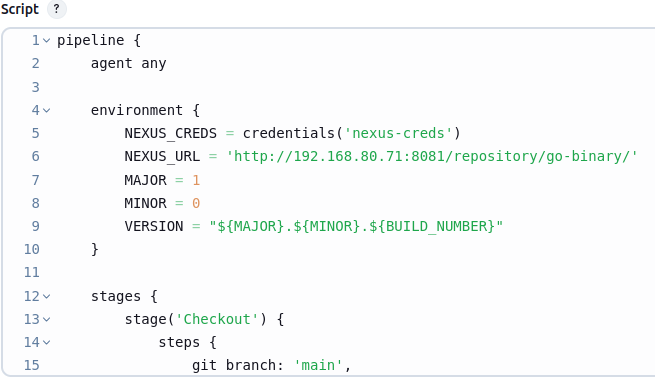 Script ?
1 pipeline {
2     agent any
3
4     environment {
5         NEXUS_CREDS = credentials('nexus-creds')
6         NEXUS_URL = 'http://192.168.80.71:8081/repository/go-binary/'
7         MAJOR = 1
8         MINOR = 0
9         VERSION = "${MAJOR}.${MINOR}.${BUILD_NUMBER}"
10     }
11
12     stages {
13         stage('Checkout') {
14             steps {
15                 git branch: 'main',